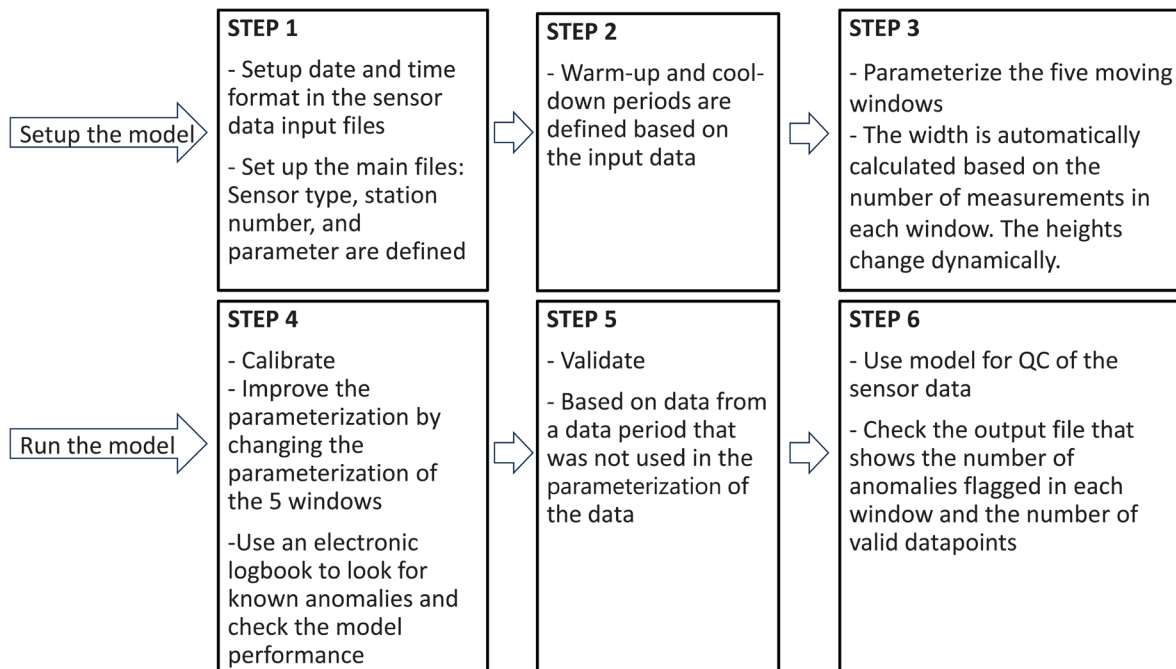 Setup the model
STEP 1
- Setup date and time
format in the sensor
data input files
- Set up the main files:
Sensor type, station
number, and
parameter are defined
STEP 2
- Warm-up and cool-
down periods are
defined based on
the input data
STEP 3
- Parameterize the five moving
windows
- The width is automatically
calculated based on the
number of measurements in
each window. The heights
change dynamically.
Run the model
STEP 4
- Calibrate
- Improve the
parameterization by
changing the
parameterization of
the 5 windows
-Use an electronic
logbook to look for
known anomalies and
check the model
performance
STEP 5
- Validate
- Based on data from
a data period that
was not used in the
parameterization of
the data
STEP 6
- Use model for QC of the
sensor data
- Check the output file that
shows the number of
anomalies flagged in each
window and the number of
valid datapoints